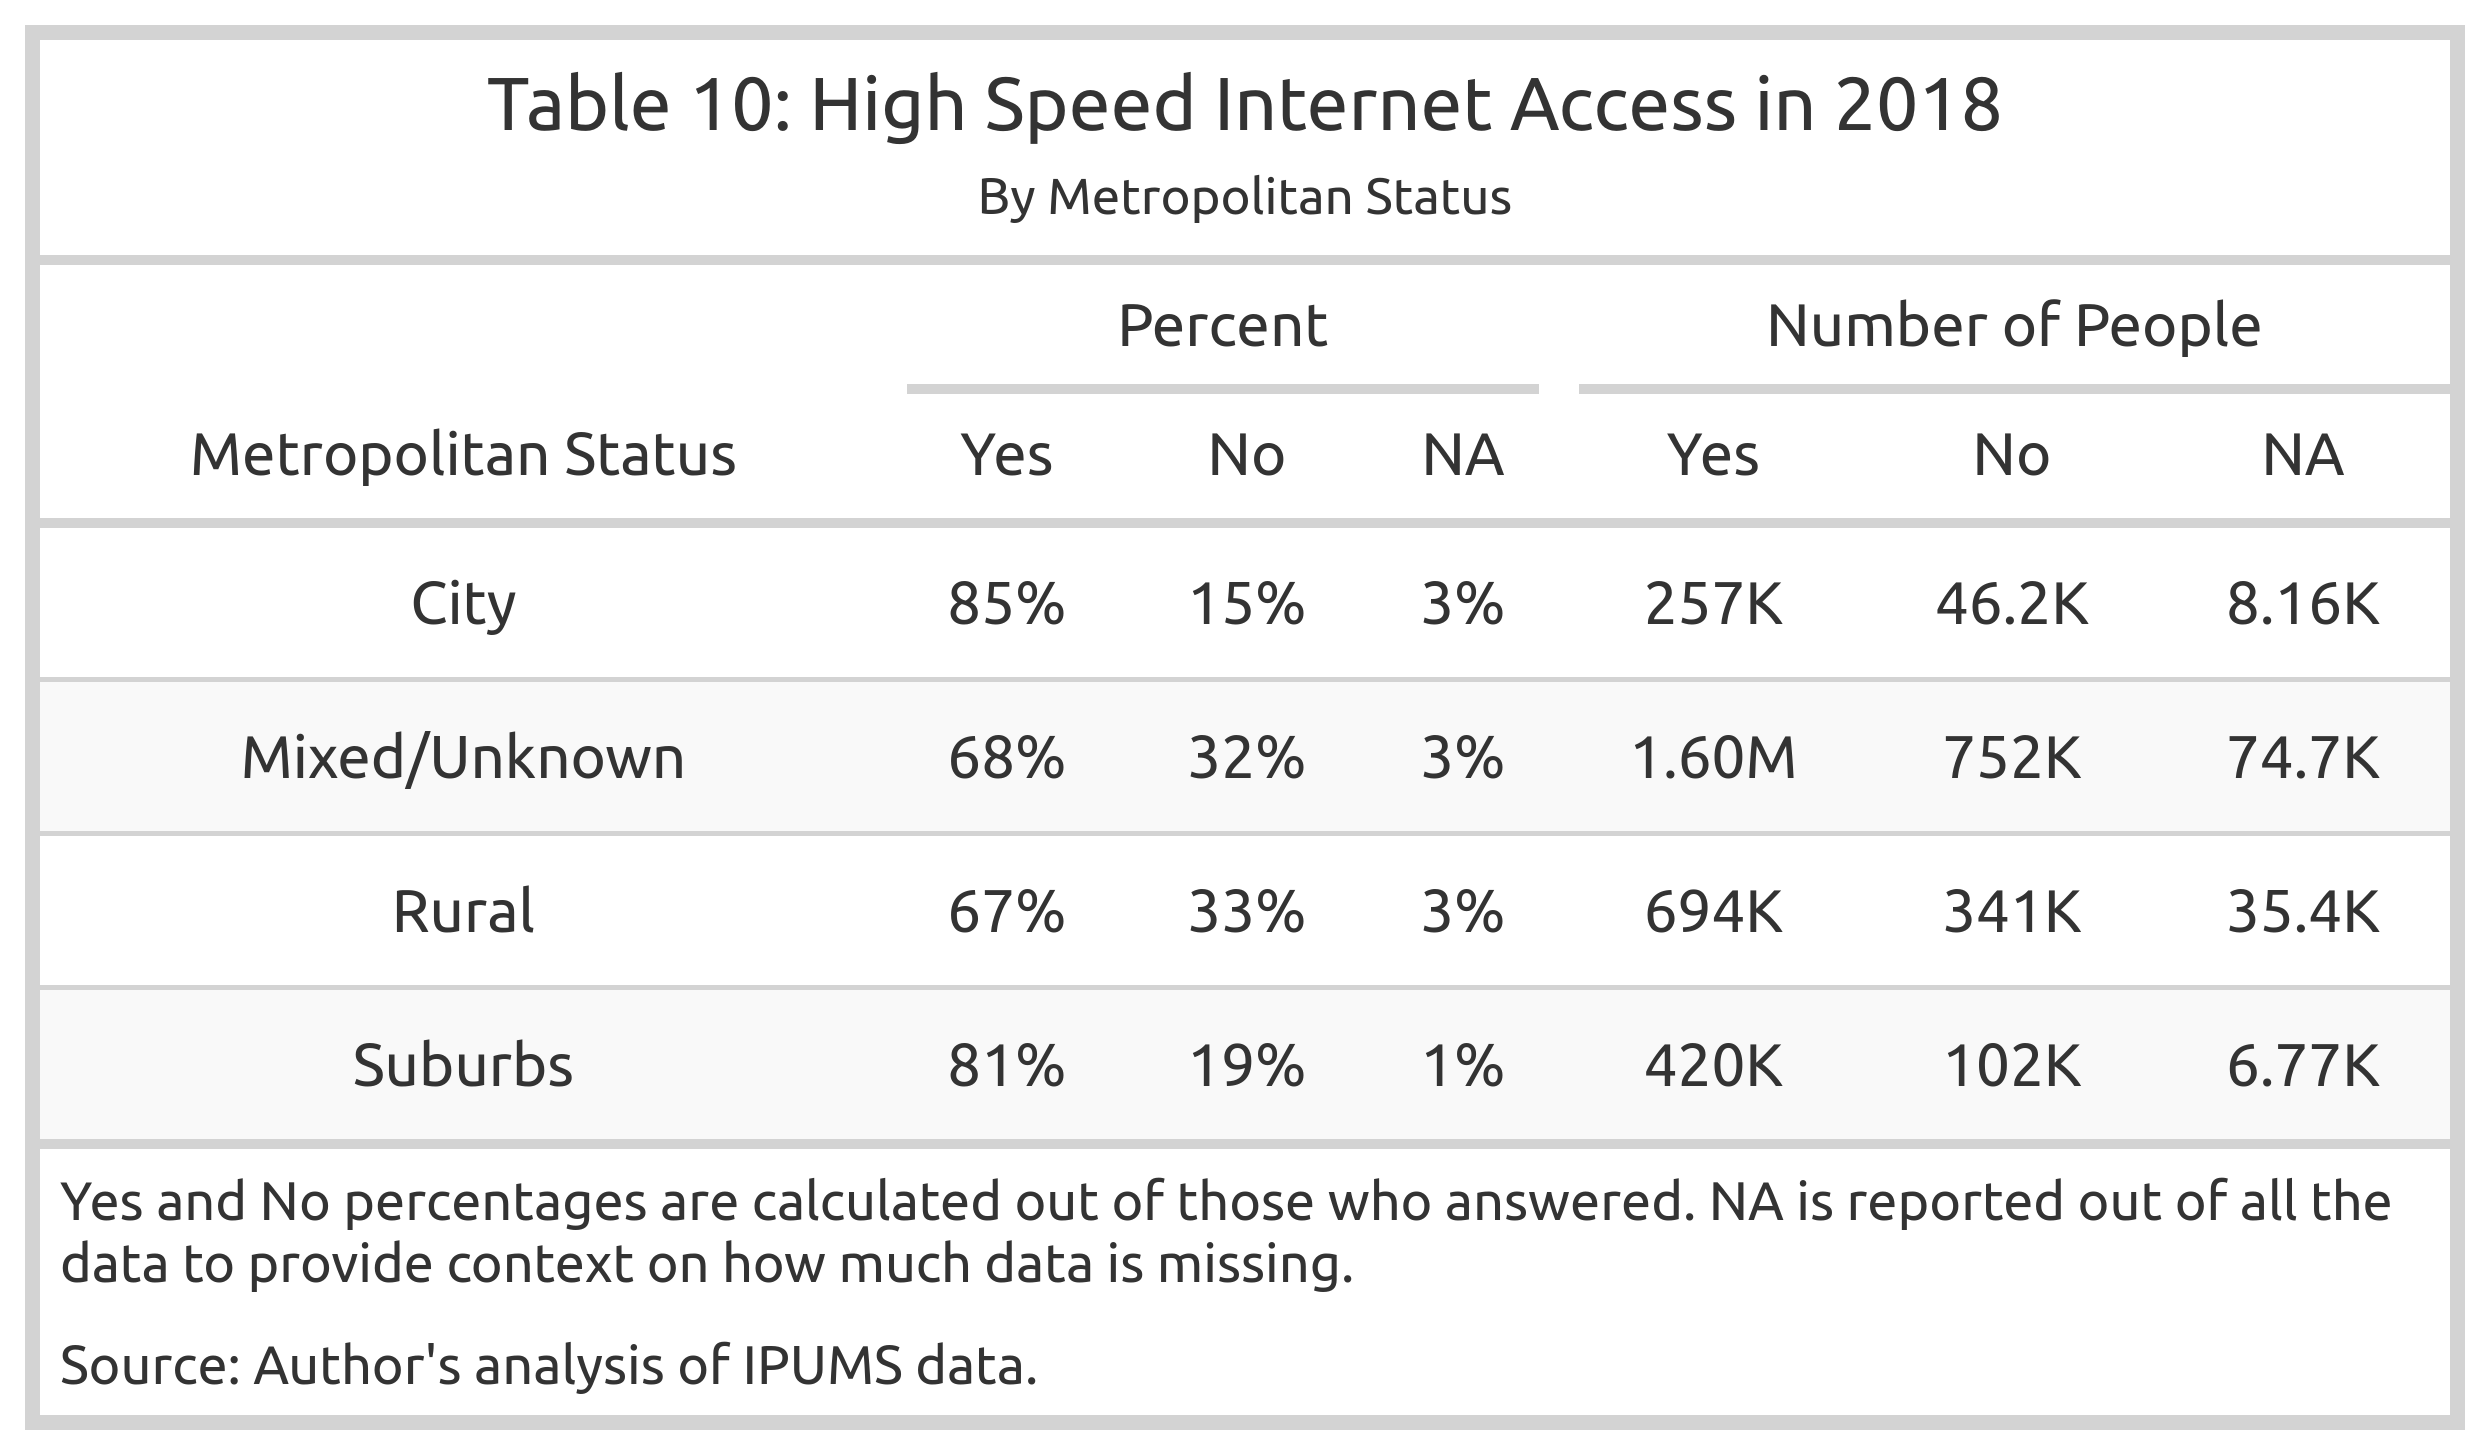 Table 10: High Speed Internet Access in 2018
By Metropolitan Status
Percent Number of People
Metropolitan Status Yes No NA Yes No NA
City 85% 15% 3% 257K 46.2K 8.16K
Mixed/Unknown 68% 32% 3% 1.60M 752K 74.7K
Rural 67% 33% 3% 694K 341K 35.4K
Suburbs 81% 19% 1% 420K 102K 6.77K
Yes and No percentages are calculated out of those who answered. NA is reported out of all the
data to provide context on how much data is missing.
Source: Author's analysis of IPUMS data.